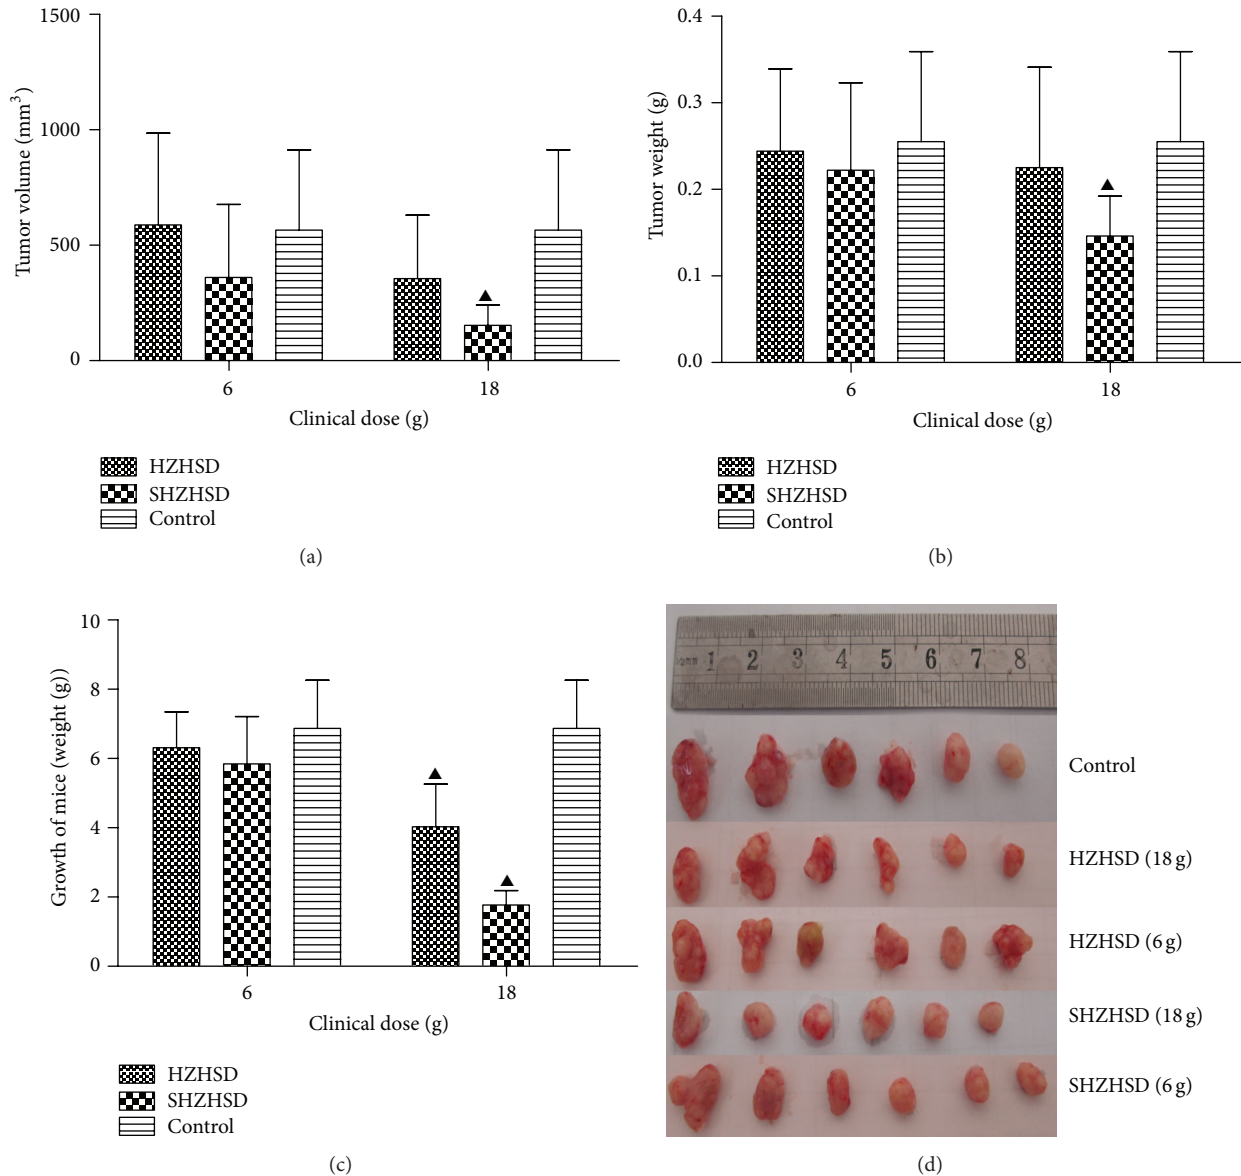 1500
1000
500
0
Tumor volume (mm³)
6
18
Clinical dose (g)
HZHSD
SHZHSD
Control
(a)
0.4
0.3
0.2
0.1
0.0
Tumor weight (g)
6
18
Clinical dose (g)
HZHSD
SHZHSD
Control
(b)
10
8
6
4
2
0
Growth of mice (weight (g))
6
18
Clinical dose (g)
HZHSD
SHZHSD
Control
(c)
1 2 3 4 5 6 7 8
Control
HZHSD (18 g)
HZHSD (6 g)
SHZHSD (18 g)
SHZHSD (6 g)
(d)